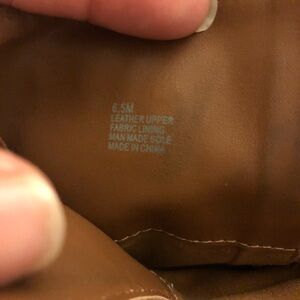 6.5M
LEATHER UPPER
FABRIC LINING
MAN MADE SOLE
MADE IN CHINA